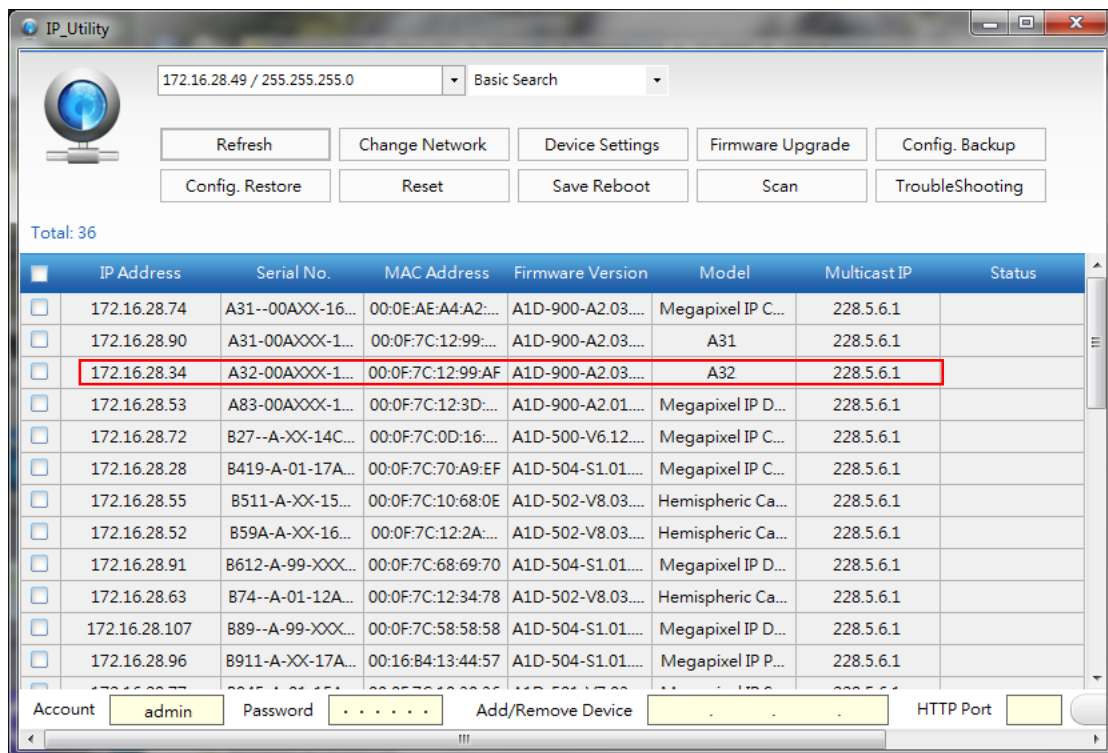 IP_Utility
172.16.28.49 / 255.255.255.0 Basic Search
Refresh Change Network Device Settings Firmware Upgrade Config. Backup
Config. Restore Reset Save Reboot Scan TroubleShooting
Total: 36
IP Address Serial No. MAC Address Firmware Version Model Multicast IP Status
172.16.28.74 A31--00AXX-16... 00:0E:AE:A4:A2:... A1D-900-A2.03.... Megapixel IP C... 228.5.6.1
172.16.28.90 A31-00AXXX-1... 00:0F:7C:12:99:... A1D-900-A2.03.... A31 228.5.6.1
172.16.28.34 A32-00AXXX-1... 00:0F:7C:12:99:AF A1D-900-A2.03.... A32 228.5.6.1
172.16.28.53 A83-00AXXX-1... 00:0F:7C:12:3D:... A1D-900-A2.01.... Megapixel IP D... 228.5.6.1
172.16.28.72 B27--A-XX-14C... 00:0F:7C:0D:16:... A1D-500-V6.12.... Megapixel IP C... 228.5.6.1
172.16.28.28 B419-A-01-17A... 00:0F:7C:70:A9:EF A1D-504-S1.01.... Megapixel IP C... 228.5.6.1
172.16.28.55 B511-A-XX-15... 00:0F:7C:10:68:0E A1D-502-V8.03.... Hemispheric Ca... 228.5.6.1
172.16.28.52 B59A-A-XX-16... 00:0F:7C:12:2A:... A1D-502-V8.03.... Hemispheric Ca... 228.5.6.1
172.16.28.91 B612-A-99-XXX... 00:0F:7C:68:69:70 A1D-504-S1.01.... Megapixel IP D... 228.5.6.1
172.16.28.63 B74--A-01-12A... 00:0F:7C:12:34:78 A1D-502-V8.03.... Hemispheric Ca... 228.5.6.1
172.16.28.107 B89--A-99-XXX... 00:0F:7C:58:58:58 A1D-504-S1.01.... Megapixel IP D... 228.5.6.1
172.16.28.96 B911-A-XX-17A... 00:16:B4:13:44:57 A1D-504-S1.01.... Megapixel IP P... 228.5.6.1
Account admin Password ...... Add/Remove Device . . . HTTP Port